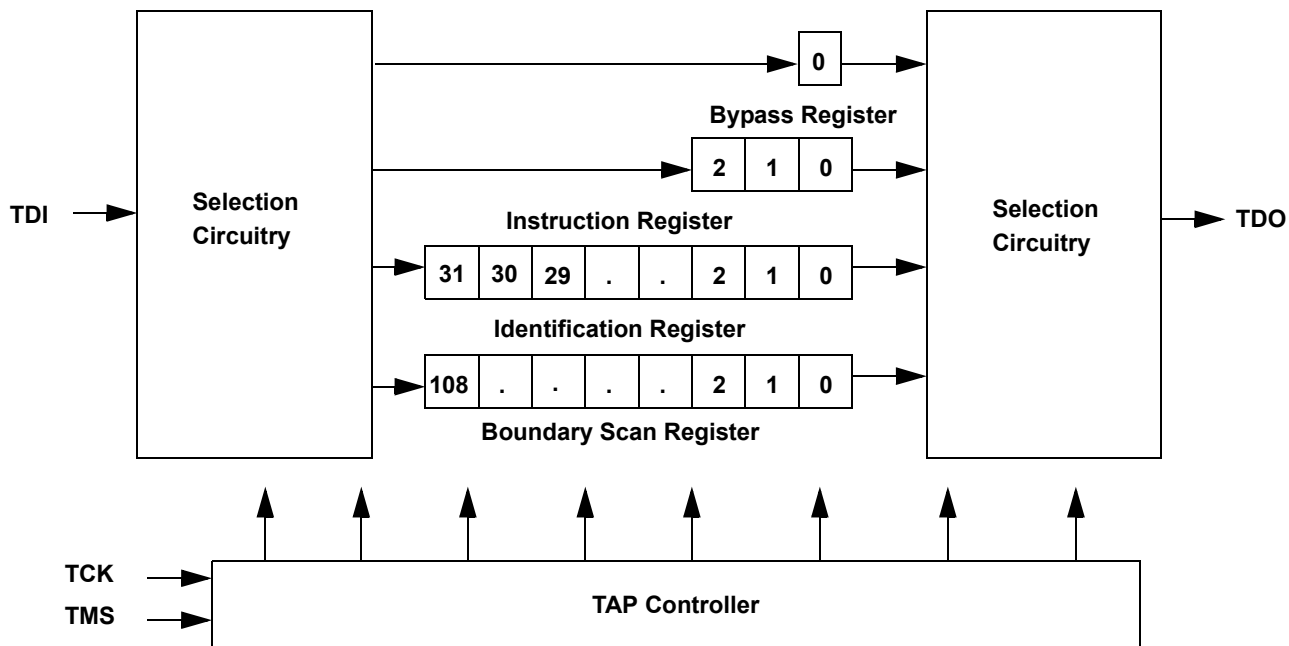 0
Bypass Register
2 1 0
Instruction Register
TDI
Selection
Circuitry
Selection
Circuitry
TDO
31 30 29 . . 2 1 0
Identification Register
108 . . . . 2 1 0
Boundary Scan Register
TCK
TMS
TAP Controller